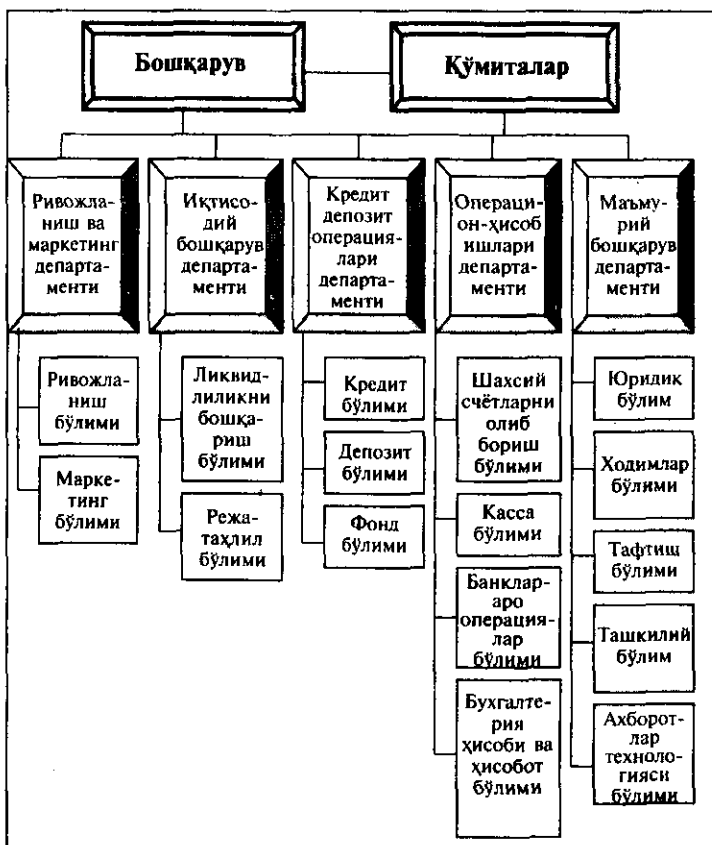 Бошқарув
Қўмиталар
Ривожла-
ниш ва
маркетинг
департа-
менти
Иқтисо-
дий
бошқарув
департа-
менти
Кредит
депозит
операция-
лари
департа-
менти
Операци-
он-ҳисоб
ишлари
департа-
менти
Маъму-
рий
бошқарув
департа-
менти
Ривожла-
ниш
бўлими
Марке-
тинг
бўлими
Ликвид-
лиликни
бошқа-
риш
бўлими
Режа-
таҳлил
бўлими
Кредит
бўлими
Депозит
бўлими
Фонд
бўлими
Шахсий
счётларни
олиб
бориш
бўлими
Касса
бўлими
Банклар-
аро
операция-
лар
бўлими
Бухгалте-
рия
ҳисоби ва
ҳисобот
бўлими
Юридик
бўлим
Ходимлар
бўлими
Тафтиш
бўлими
Ташкилий
бўлим
Ахборот-
лар
техноло-
гияси
бўлими